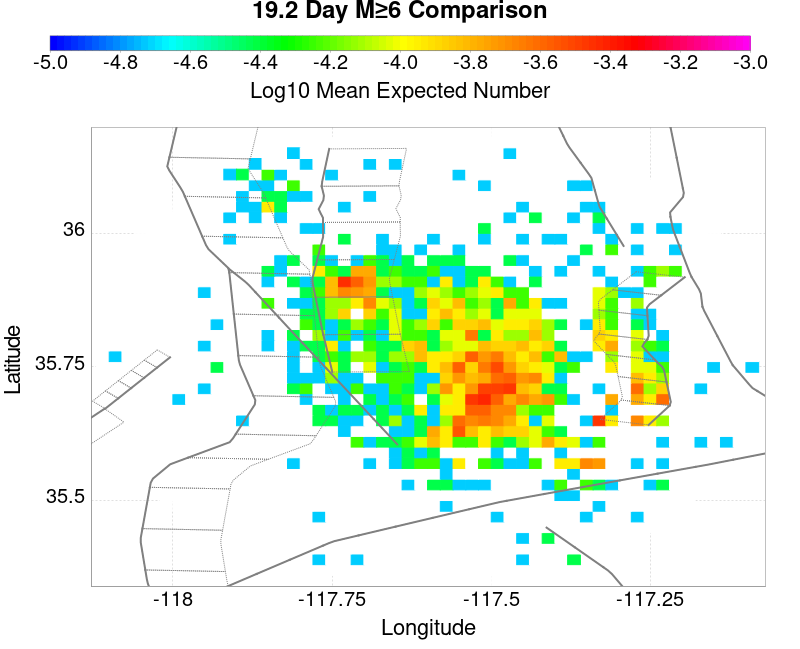 19.2 Day M≥6 Comparison
-5.0 -4.8 -4.6 -4.4 -4.2 -4.0 -3.8 -3.6 -3.4 -3.2 -3.0
Log10 Mean Expected Number
36
35.75
35.5
Latitude
-118 -117.75 -117.5 -117.25
Longitude